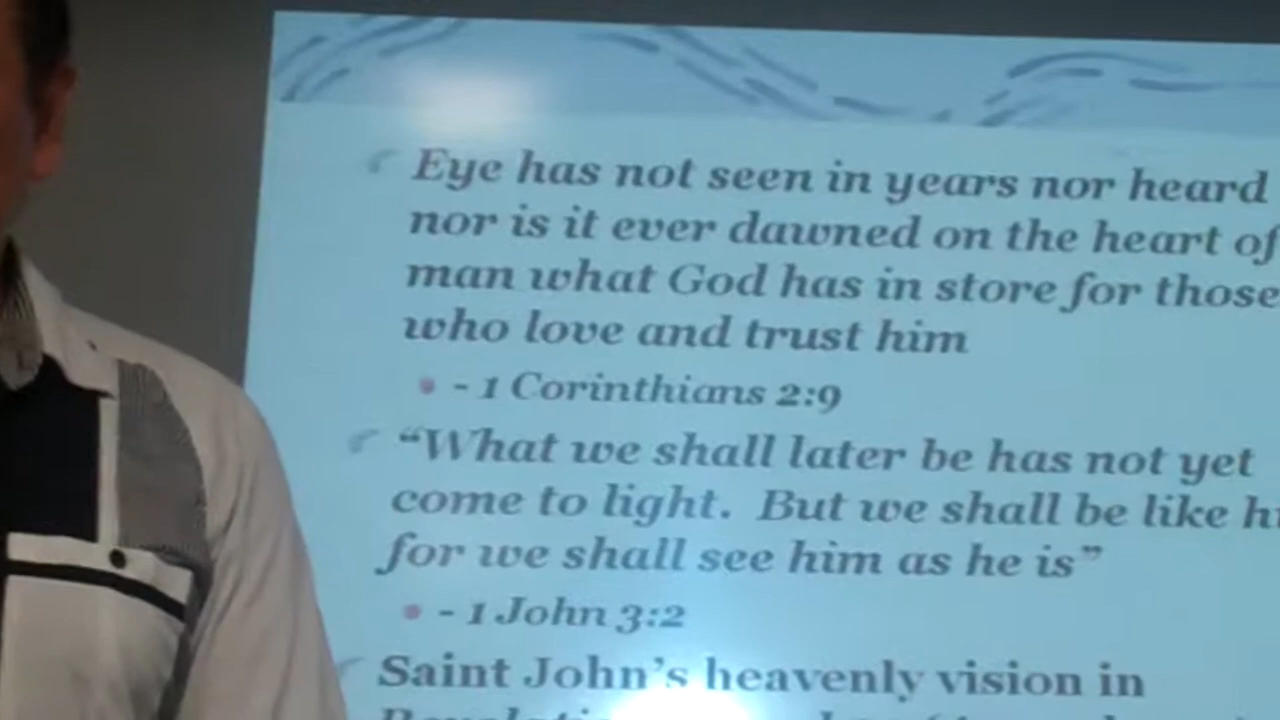 Eye has not seen in years nor heard
nor is it ever dawned on the heart of
man what God has in store for those
who love and trust him
- 1 Corinthians 2:9
“What we shall later be has not yet
come to light. But we shall be like
for we shall see him as he is”
- 1 John 3:2
Saint John’s heavenly vision in